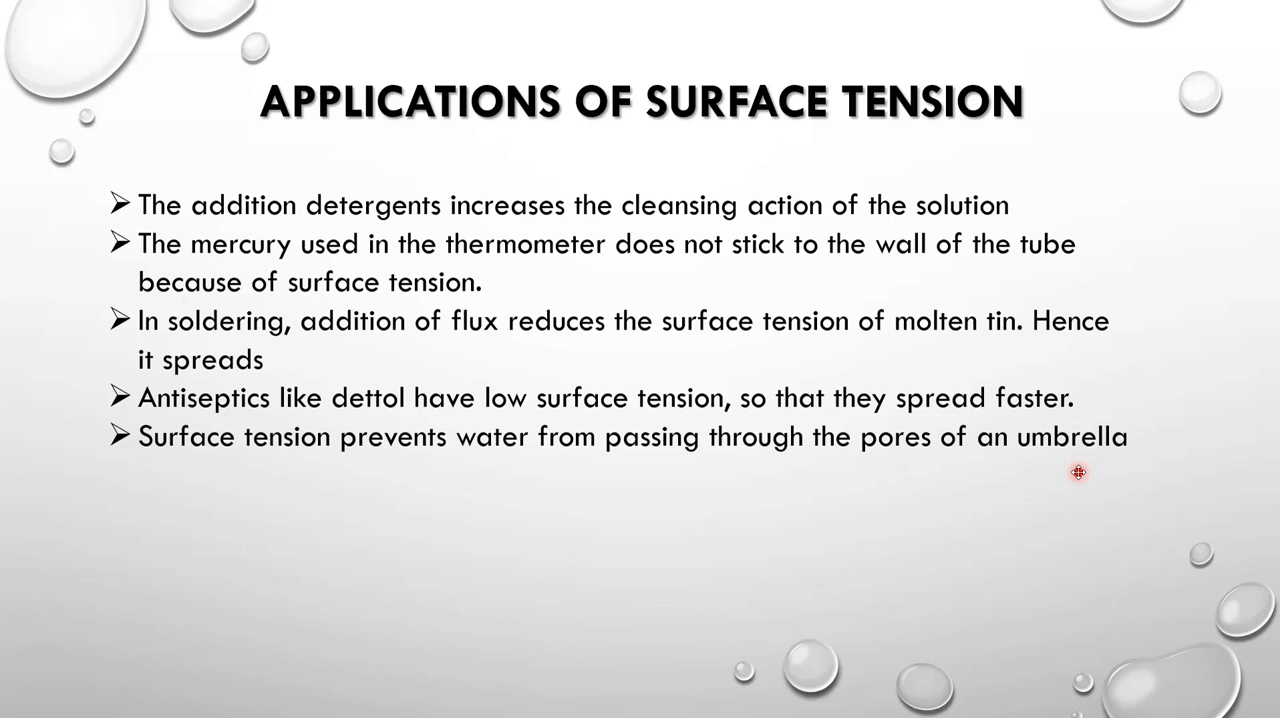 APPLICATIONS OF SURFACE TENSION
➢ The addition detergents increases the cleansing action of the solution
➢ The mercury used in the thermometer does not stick to the wall of the tube
because of surface tension.
➢ In soldering, addition of flux reduces the surface tension of molten tin. Hence
it spreads
➢ Antiseptics like dettol have low surface tension, so that they spread faster.
➢ Surface tension prevents water from passing through the pores of an umbrella